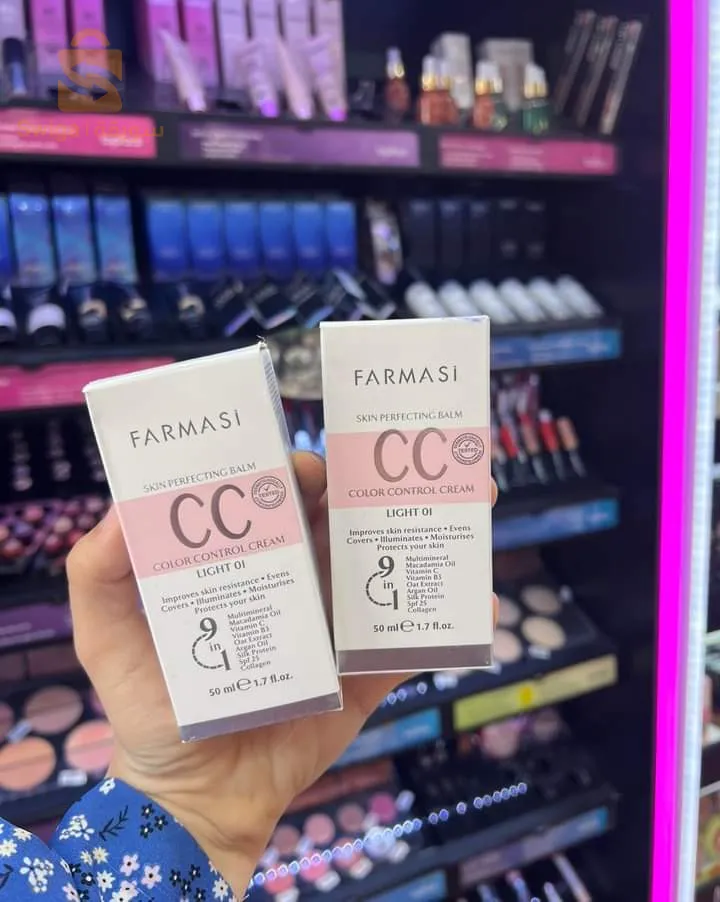 FARMASi
SKIN PERFECTING BALM
CC
TESTED
COLOR CONTROL CREAM
LIGHT 01
Improves skin resistance • Evens
Covers • Illuminates • Moisturises
Protects your skin
9 in 1
Multimineral
Macadamia Oil
Vitamin C
Vitamin B3
Oat Extract
Argan Oil
Silk Protein
Spf 25
Collagen
50 ml ℮ 1.7 fl.oz.
FARMASi
SKIN PERFECTING BALM
CC
TESTED
COLOR CONTROL CREAM
LIGHT 01
Improves skin resistance • Evens
Covers • Illuminates • Moisturises
Protects your skin
9 in 1
Multimineral
Macadamia Oil
Vitamin C
Vitamin B3
Oat Extract
Argan Oil
Silk Protein
Spf 25
Collagen
50 ml ℮ 1.7 fl.oz.